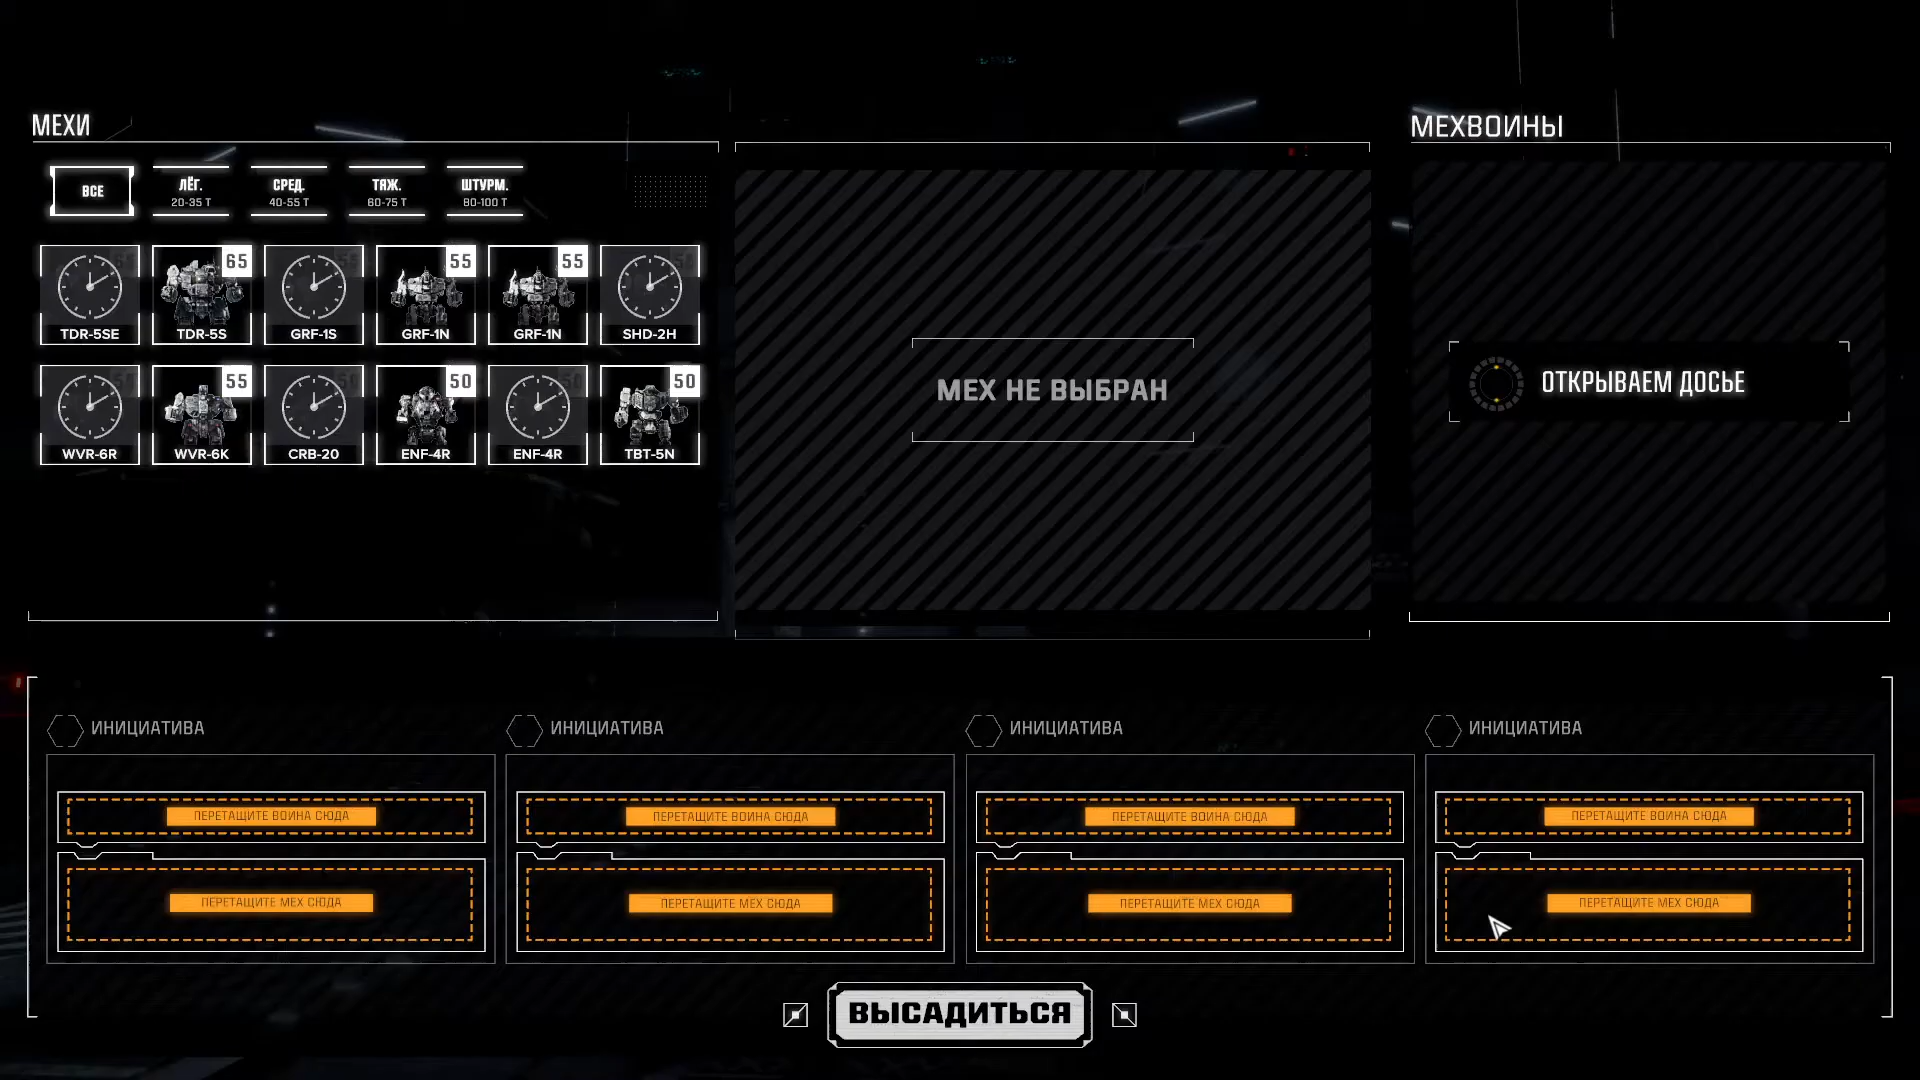 МЕХИ
ВСЕ
ЛЁГ.
20-35 Т
СРЕД.
40-55 Т
ТЯЖ.
60-75 Т
ШТУРМ.
80-100 Т
TDR-5SE
65
TDR-5S
GRF-1S
55
GRF-1N
55
GRF-1N
SHD-2H
WVR-6R
55
WVR-6K
CRB-20
50
ENF-4R
ENF-4R
50
TBT-5N
МЕХ НЕ ВЫБРАН
МЕХВОИНЫ
ОТКРЫВАЕМ ДОСЬЕ
ИНИЦИАТИВА
ПЕРЕТАЩИТЕ ВОИНА СЮДА
ПЕРЕТАЩИТЕ МЕХ СЮДА
ИНИЦИАТИВА
ПЕРЕТАЩИТЕ ВОИНА СЮДА
ПЕРЕТАЩИТЕ МЕХ СЮДА
ИНИЦИАТИВА
ПЕРЕТАЩИТЕ ВОИНА СЮДА
ПЕРЕТАЩИТЕ МЕХ СЮДА
ИНИЦИАТИВА
ПЕРЕТАЩИТЕ ВОИНА СЮДА
ПЕРЕТАЩИТЕ МЕХ СЮДА
ВЫСАДИТЬСЯ